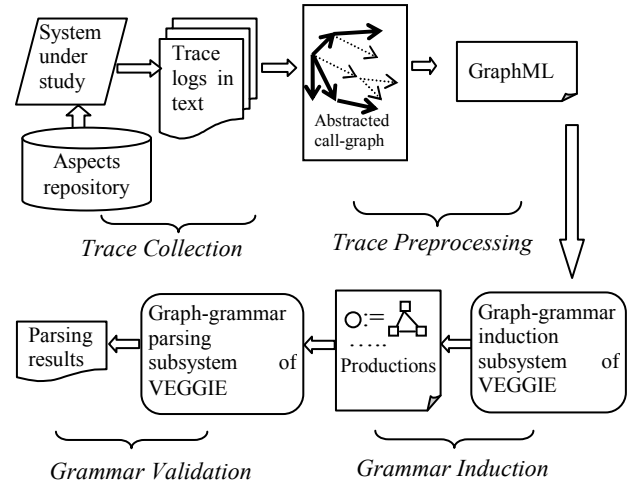 System
under
study
Trace
logs in
text
Abstracted
call-graph
GraphML
Aspects
repository
Trace Collection
Trace Preprocessing
Parsing
results
Graph-grammar
parsing
subsystem of
VEGGIE
:=
.....
Productions
Graph-grammar
induction
subsystem of
VEGGIE
Grammar Validation
Grammar Induction